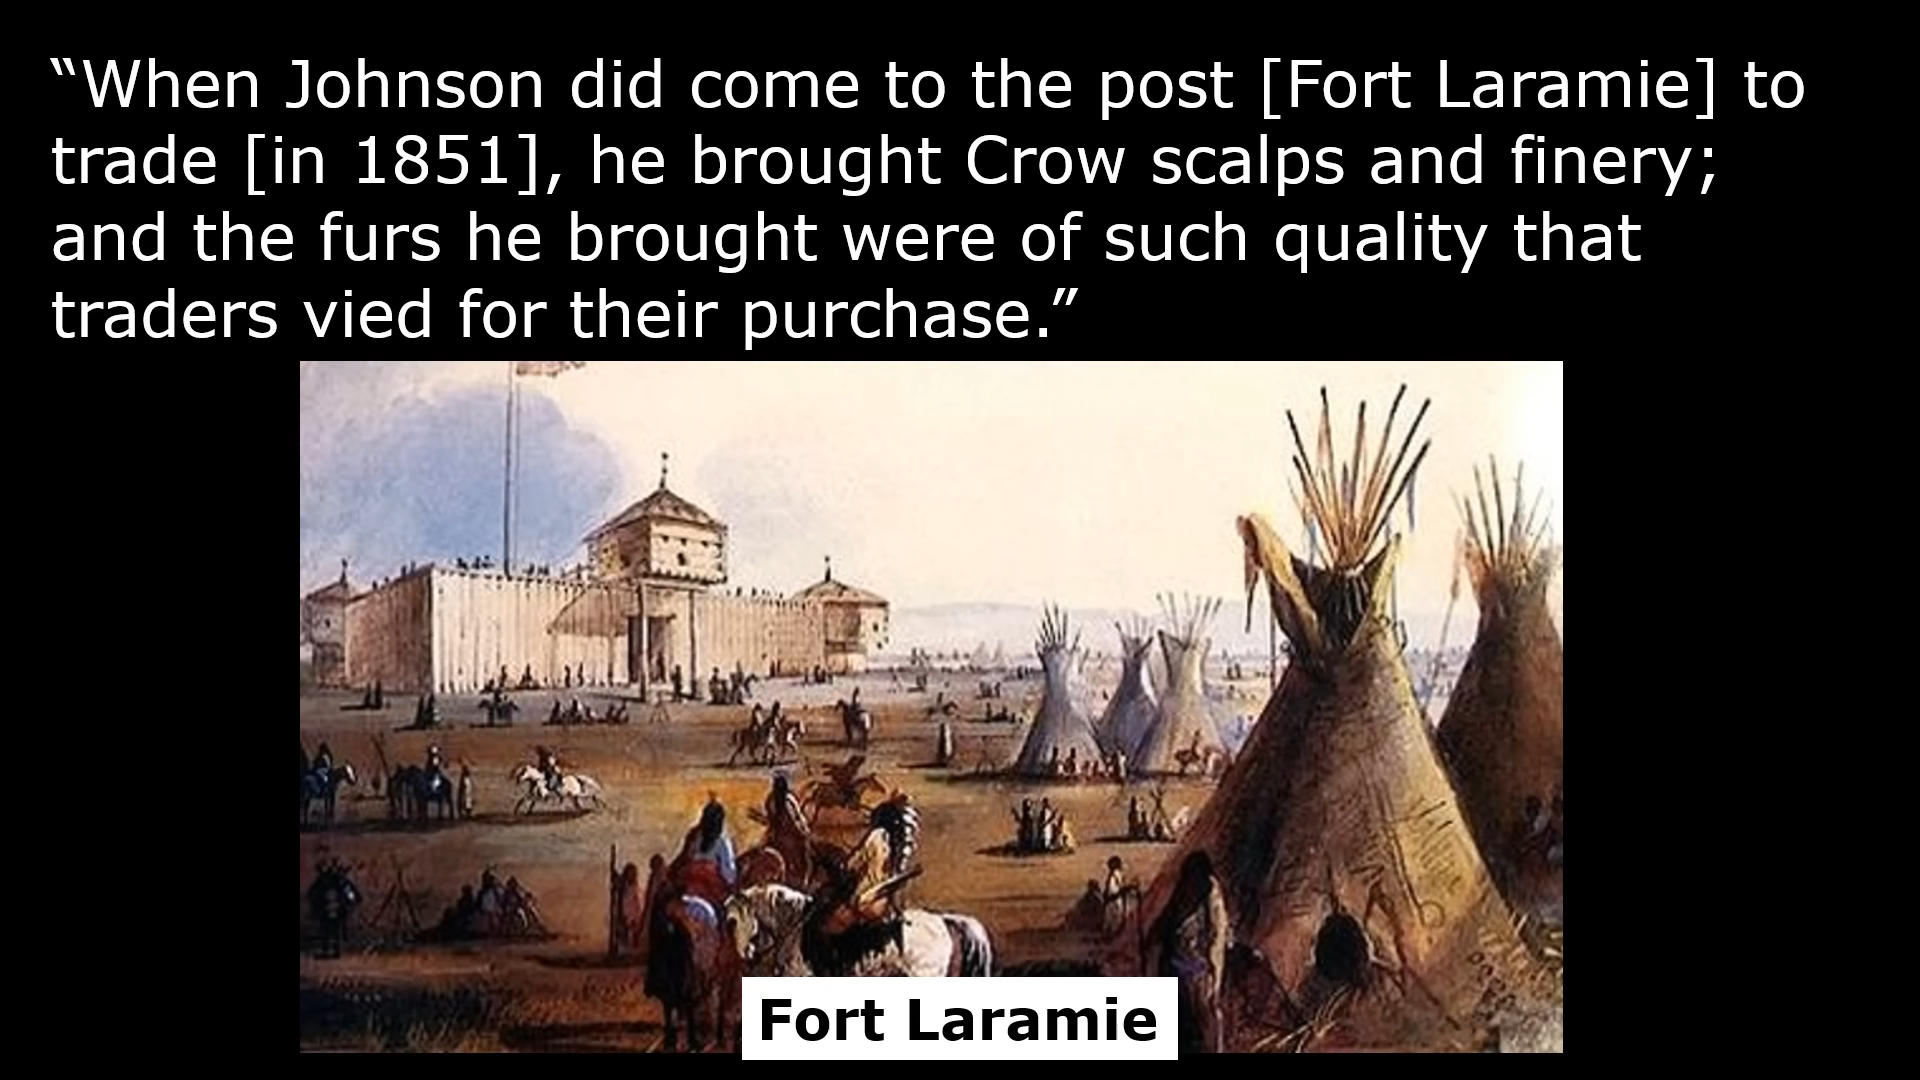 “When Johnson did come to the post [Fort Laramie] to
trade [in 1851], he brought Crow scalps and finery;
and the furs he brought were of such quality that
traders vied for their purchase.”
Fort Laramie